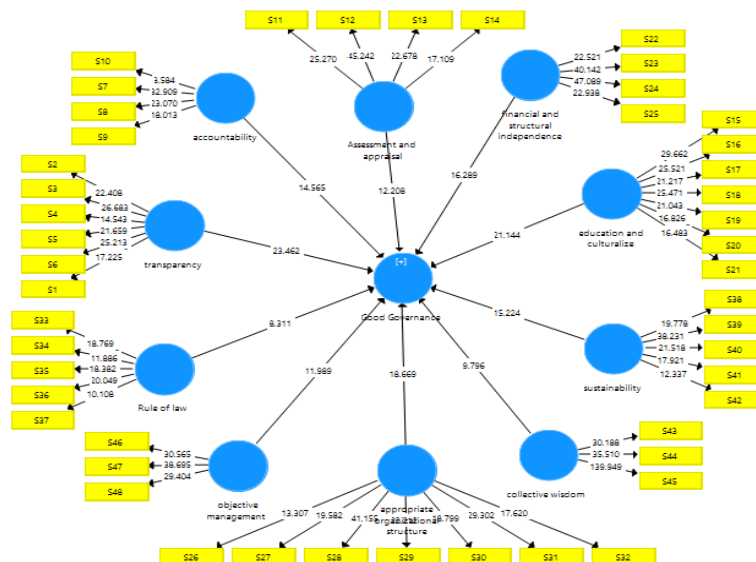 S11 S12 S13 S14
25.270 45.242 22.678 17.109
Assessment and
appraisal
12.208
S22
S23
S24
S25
22.521
40.142
47.089
22.938
financial and
structural
independence
16.289
S10
S7
S8
S9
3.584
32.909
23.070
18.013
accountability
14.565
S15
S16
S17
S18
S19
S20
S21
29.662
25.521
21.217
25.471
21.043
16.826
16.483
education and
culturalize
21.144
S2
S3
S4
S5
S6
S1
22.408
26.683
14.543
21.659
25.213
17.225
transparency
23.462
[+]
Good Governance
S38
S39
S40
S41
S42
19.778
38.231
21.518
17.921
12.337
sustainability
15.224
S33
S34
S35
S36
S37
18.769
11.886
18.382
20.049
10.108
Rule of law
8.311
S46
S47
S48
30.565
38.695
29.404
objective
management
11.989
S43
S44
S45
30.188
35.510
139.949
collective wisdom
9.796
18.669
appropriate
organizational
structure
13.307 19.582 41.155 18.799 29.302 17.620
S26 S27 S28 S29 S30 S31 S32